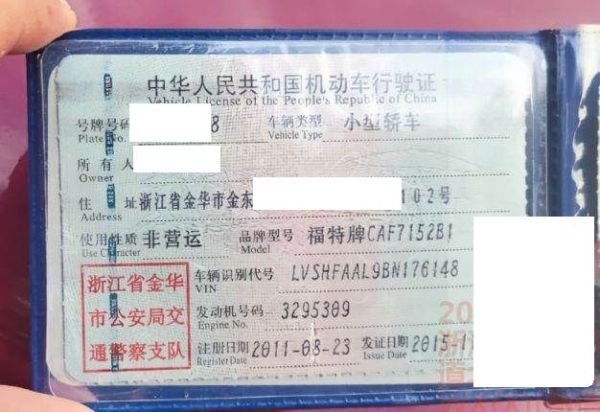 中华人民共和国机动车行驶证
Vehicle License of the People's Republic of China
号牌号码 8 车辆类型 小型轿车
Plate No. Vehicle Type
所有人
Owner
住址 浙江省金华市金东 102号
Address
使用性质 非营运 品牌型号 福特牌CAF7152B1
Use Character Model
浙江省金华市公安局交通警察支队
车辆识别代号 LVSHFAAL9BN176148
VIN
发动机号码 3295309
Engine No.
注册日期 2011-08-23 发证日期 2015-1
Register Date Issue Date